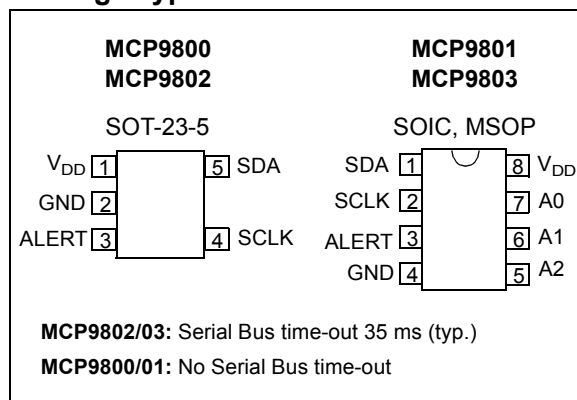 MCP9800
MCP9802
SOT-23-5
VDD 1 5 SDA
GND 2
ALERT 3 4 SCLK
MCP9801
MCP9803
SOIC, MSOP
SDA 1 8 VDD
SCLK 2 7 A0
ALERT 3 6 A1
GND 4 5 A2
MCP9802/03: Serial Bus time-out 35 ms (typ.)
MCP9800/01: No Serial Bus time-out